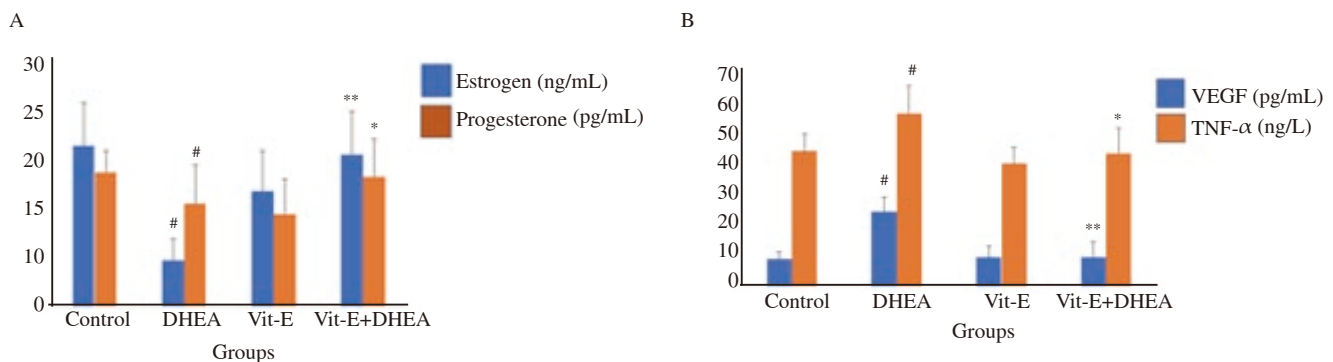 A
30
25
20
15
10
0
Estrogen (ng/mL)
Progesterone (pg/mL)
#
#
**
*
Control DHEA Vit-E Vit-E+DHEA
Groups
B
70
60
50
40
30
20
10
0
VEGF (pg/mL)
TNF-α (ng/L)
#
#
**
*
Control DHEA Vit-E Vit-E+DHEA
Groups